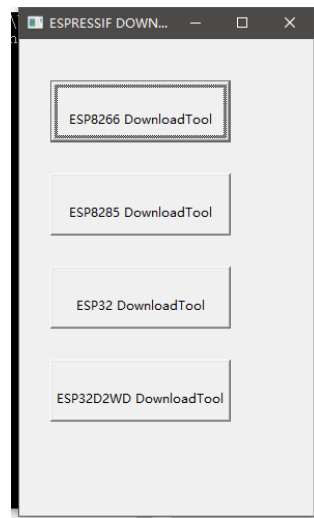 ESPRESSIF DOWN...
ESP8266 DownloadTool
ESP8285 DownloadTool
ESP32 DownloadTool
ESP32D2WD DownloadTool